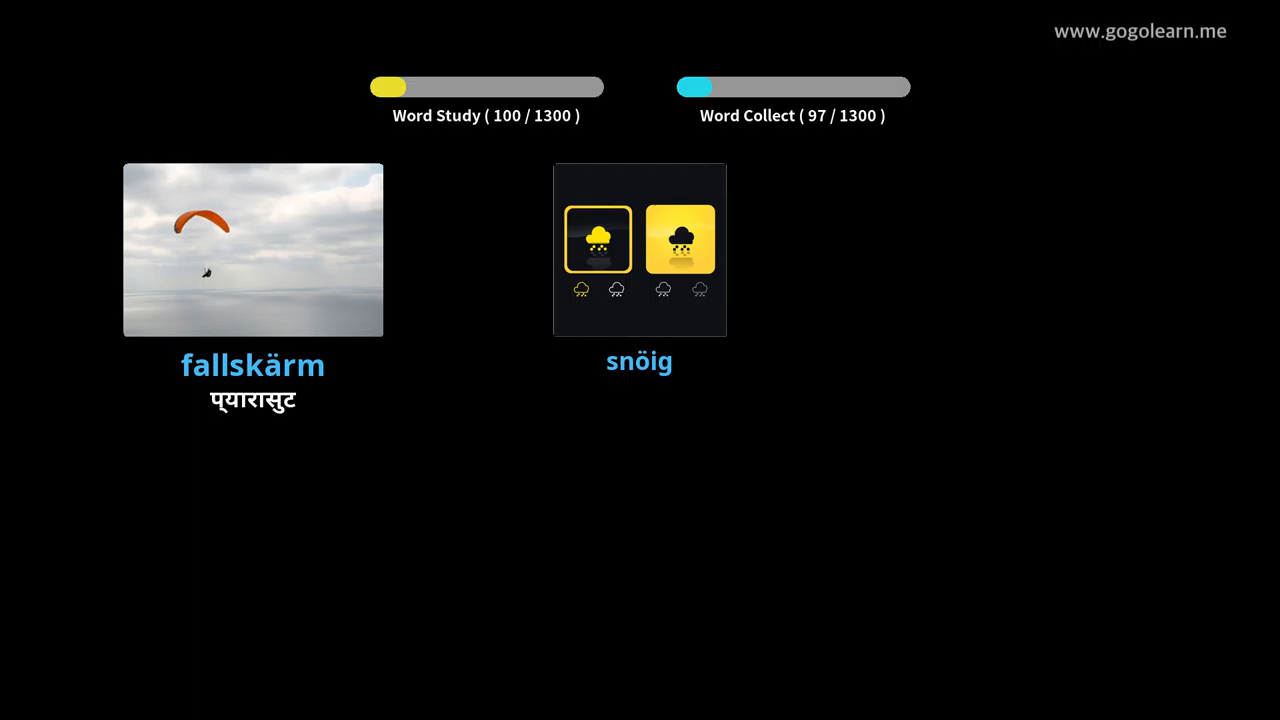 www.gogolearn.me
Word Study ( 100 / 1300 )
Word Collect ( 97 / 1300 )
fallskärm
प्यारासुट
snöig